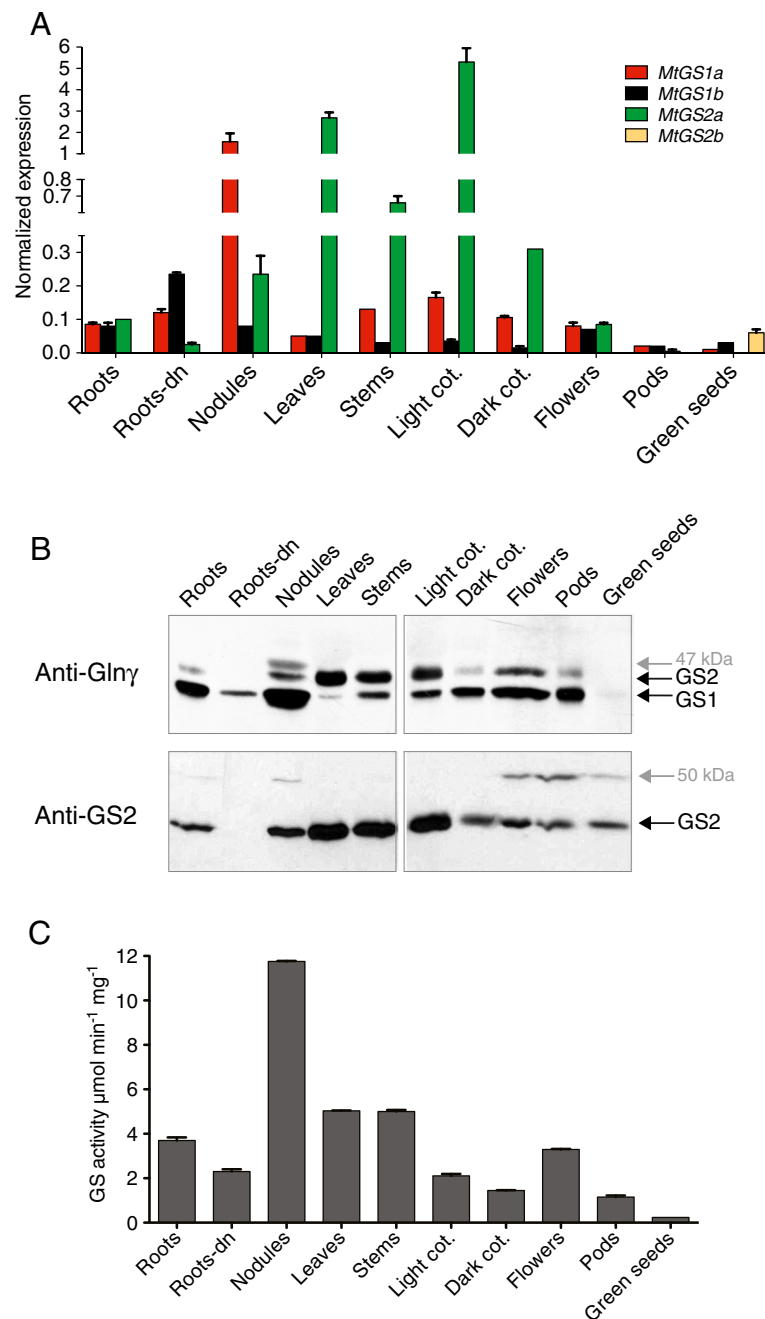 A
Normalized expression
6
5
4
3
2
1
0.8
0.7
0.3
0.2
0.1
0.0
MtGS1a
MtGS1b
MtGS2a
MtGS2b
Roots
Roots-dn
Nodules
Leaves
Stems
Light cot.
Dark cot.
Flowers
Pods
Green seeds
B
Roots
Roots-dn
Nodules
Leaves
Stems
Light cot.
Dark cot.
Flowers
Pods
Green seeds
Anti-Glnγ
47 kDa
GS2
GS1
Anti-GS2
50 kDa
GS2
C
GS activity µmol min⁻¹ mg⁻¹
12
10
8
6
4
2
0
Roots
Roots-dn
Nodules
Leaves
Stems
Light cot.
Dark cot.
Flowers
Pods
Green seeds